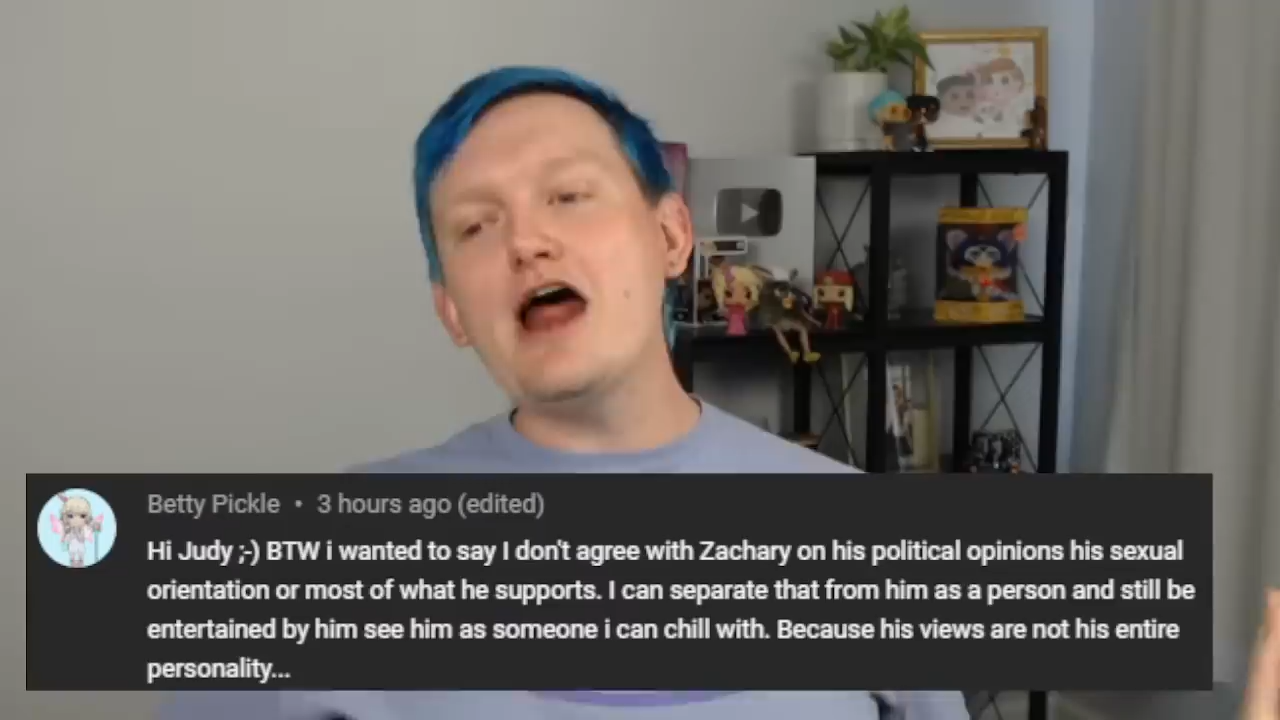 Betty Pickle • 3 hours ago (edited)
Hi Judy ;-) BTW i wanted to say I don't agree with Zachary on his political opinions his sexual
orientation or most of what he supports. I can separate that from him as a person and still be
entertained by him see him as someone i can chill with. Because his views are not his entire
personality...